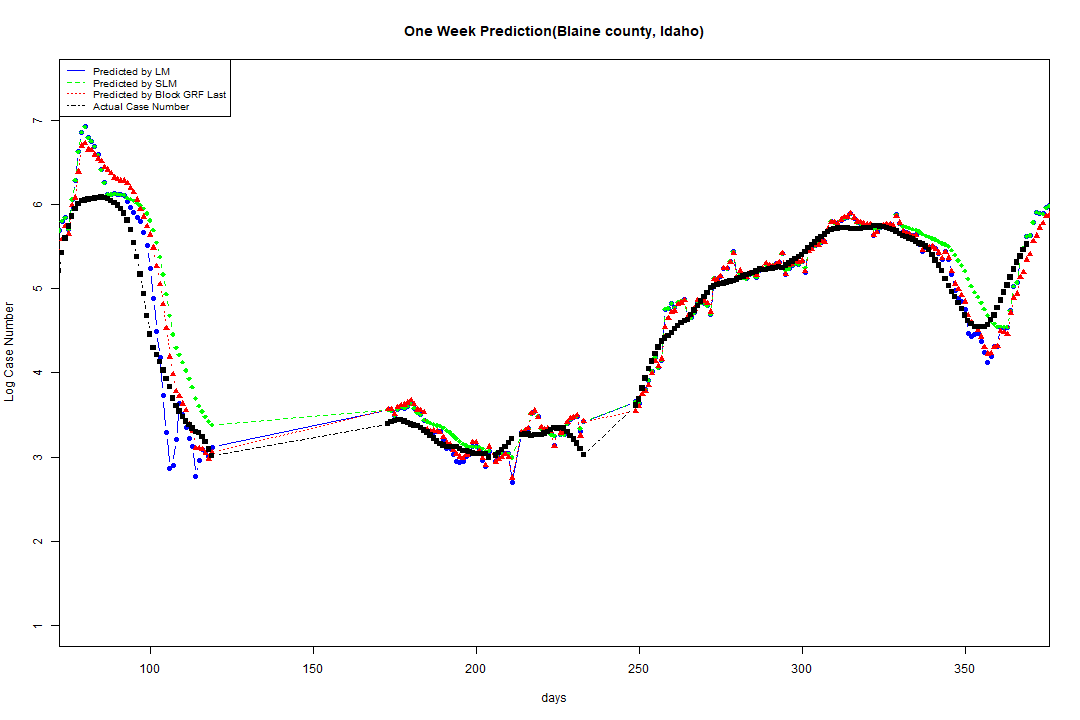 One Week Prediction(Blaine county, Idaho)
Predicted by LM
Predicted by SLM
Predicted by Block GRF Last
Actual Case Number
Log Case Number
7
6
5
4
3
2
1
100 150 200 250 300 350
days